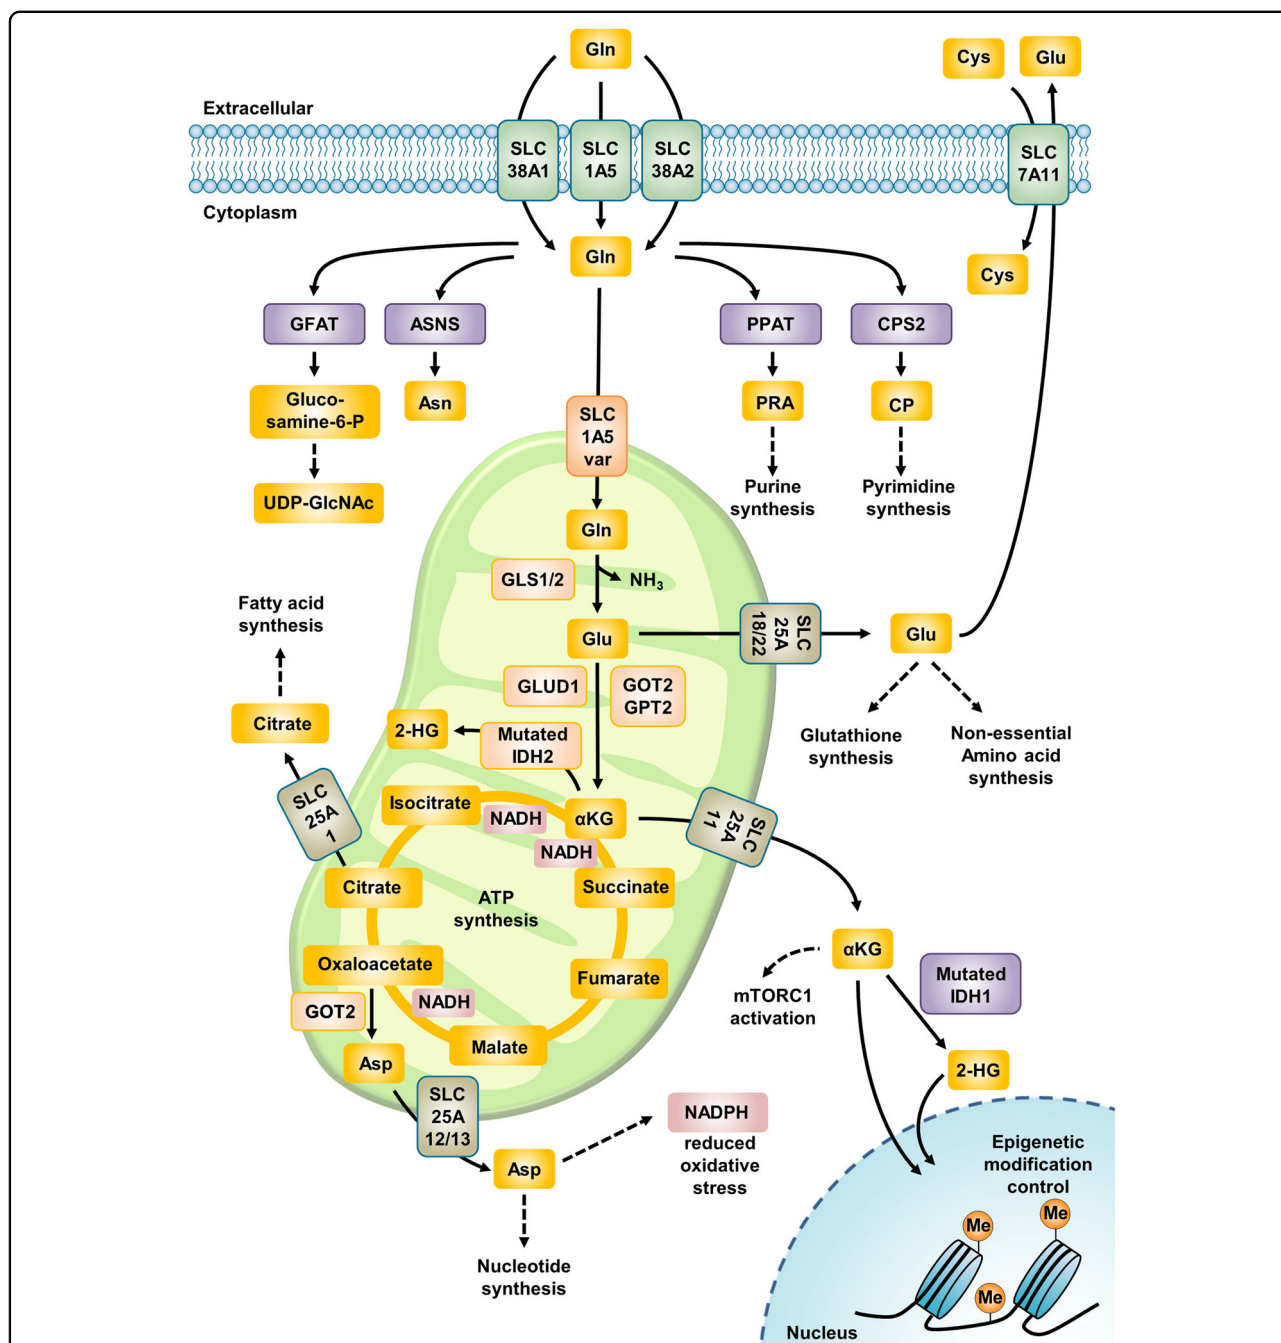 Gln
Cys
Glu
Extracellular
SLC
38A1
SLC
1A5
SLC
38A2
SLC
7A11
Cytoplasm
Gln
Cys
GFAT
ASNS
PPAT
CPS2
Gluco-
samine-6-P
Asn
PRA
CP
SLC
1A5
var
UDP-GlcNAc
Purine
synthesis
Pyrimidine
synthesis
Gln
GLS1/2
NH3
Fatty acid
synthesis
Glu
SLC
25A
18/22
Glu
GLUD1
GOT2
GPT2
Citrate
2-HG
Mutated
IDH2
Glutathione
synthesis
Non-essential
Amino acid
synthesis
SLC
25A
1
Isocitrate
NADH
αKG
SLC
25A
11
NADH
Citrate
ATP
synthesis
Succinate
Oxaloacetate
Fumarate
αKG
Mutated
IDH1
GOT2
NADH
mTORC1
activation
Malate
Asp
2-HG
SLC
25A
12/13
NADPH
reduced
oxidative
stress
Asp
Epigenetic
modification
control
Me
Me
Nucleotide
synthesis
Me
Nucleus